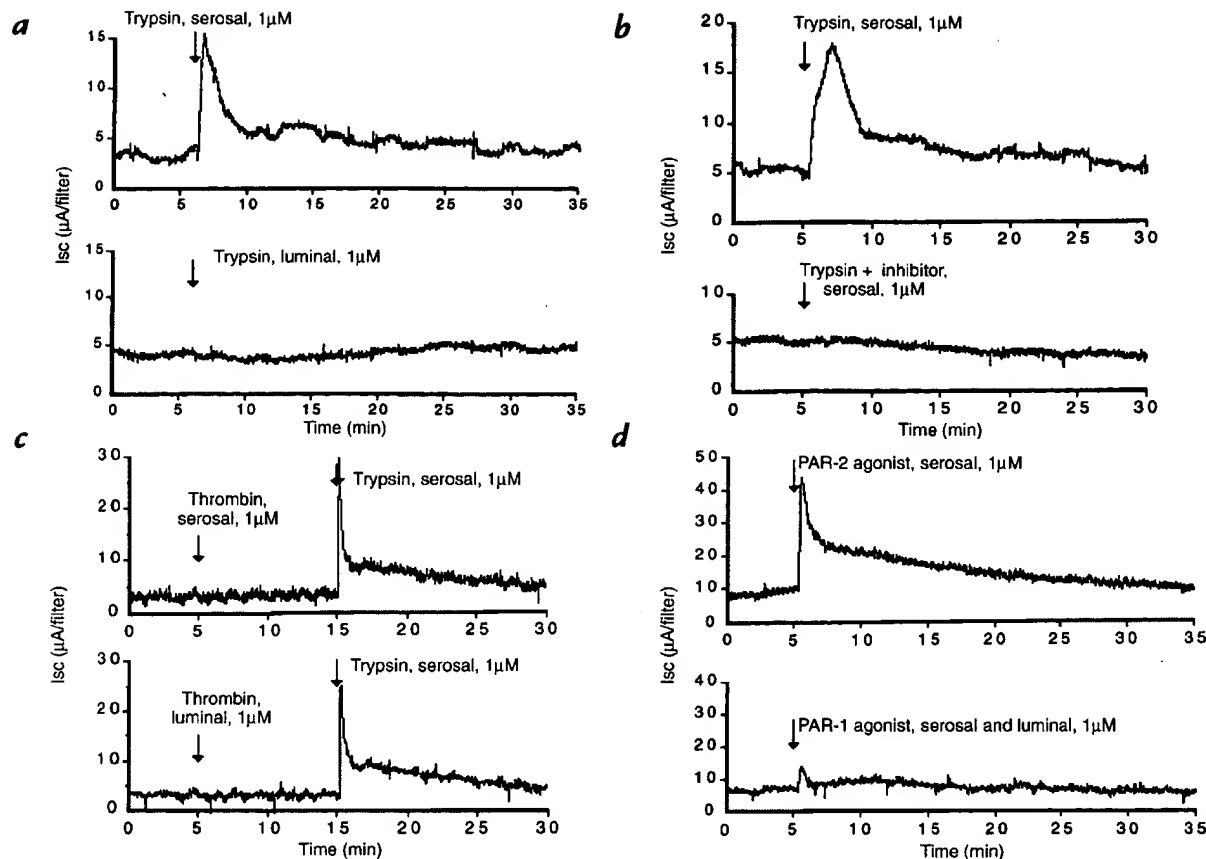 a
Trypsin, serosal, 1µM
15
10
5
0
0 5 10 15 20 25 30 35
Trypsin, luminal, 1µM
15
10
5
0
0 5 10 15 20 25 30 35
Time (min)
Isc (µA/filter)
b
20
Trypsin, serosal, 1µM
15
10
5
0
0 5 10 15 20 25 30
Trypsin + inhibitor,
serosal, 1µM
10
5
0
0 5 10 15 20 25 30
Time (min)
Isc (µA/filter)
c
30
Trypsin, serosal, 1µM
Thrombin,
serosal, 1µM
20
10
0
0 5 10 15 20 25 30
30
Trypsin, serosal, 1µM
Thrombin,
luminal, 1µM
20
10
0
0 5 10 15 20 25 30
Time (min)
Isc (µA/filter)
d
50
PAR-2 agonist, serosal, 1µM
40
30
20
10
0
0 5 10 15 20 25 30 35
40
30
PAR-1 agonist, serosal and luminal, 1µM
20
10
0
0 5 10 15 20 25 30 35
Time (min)
Isc (µA/filter)